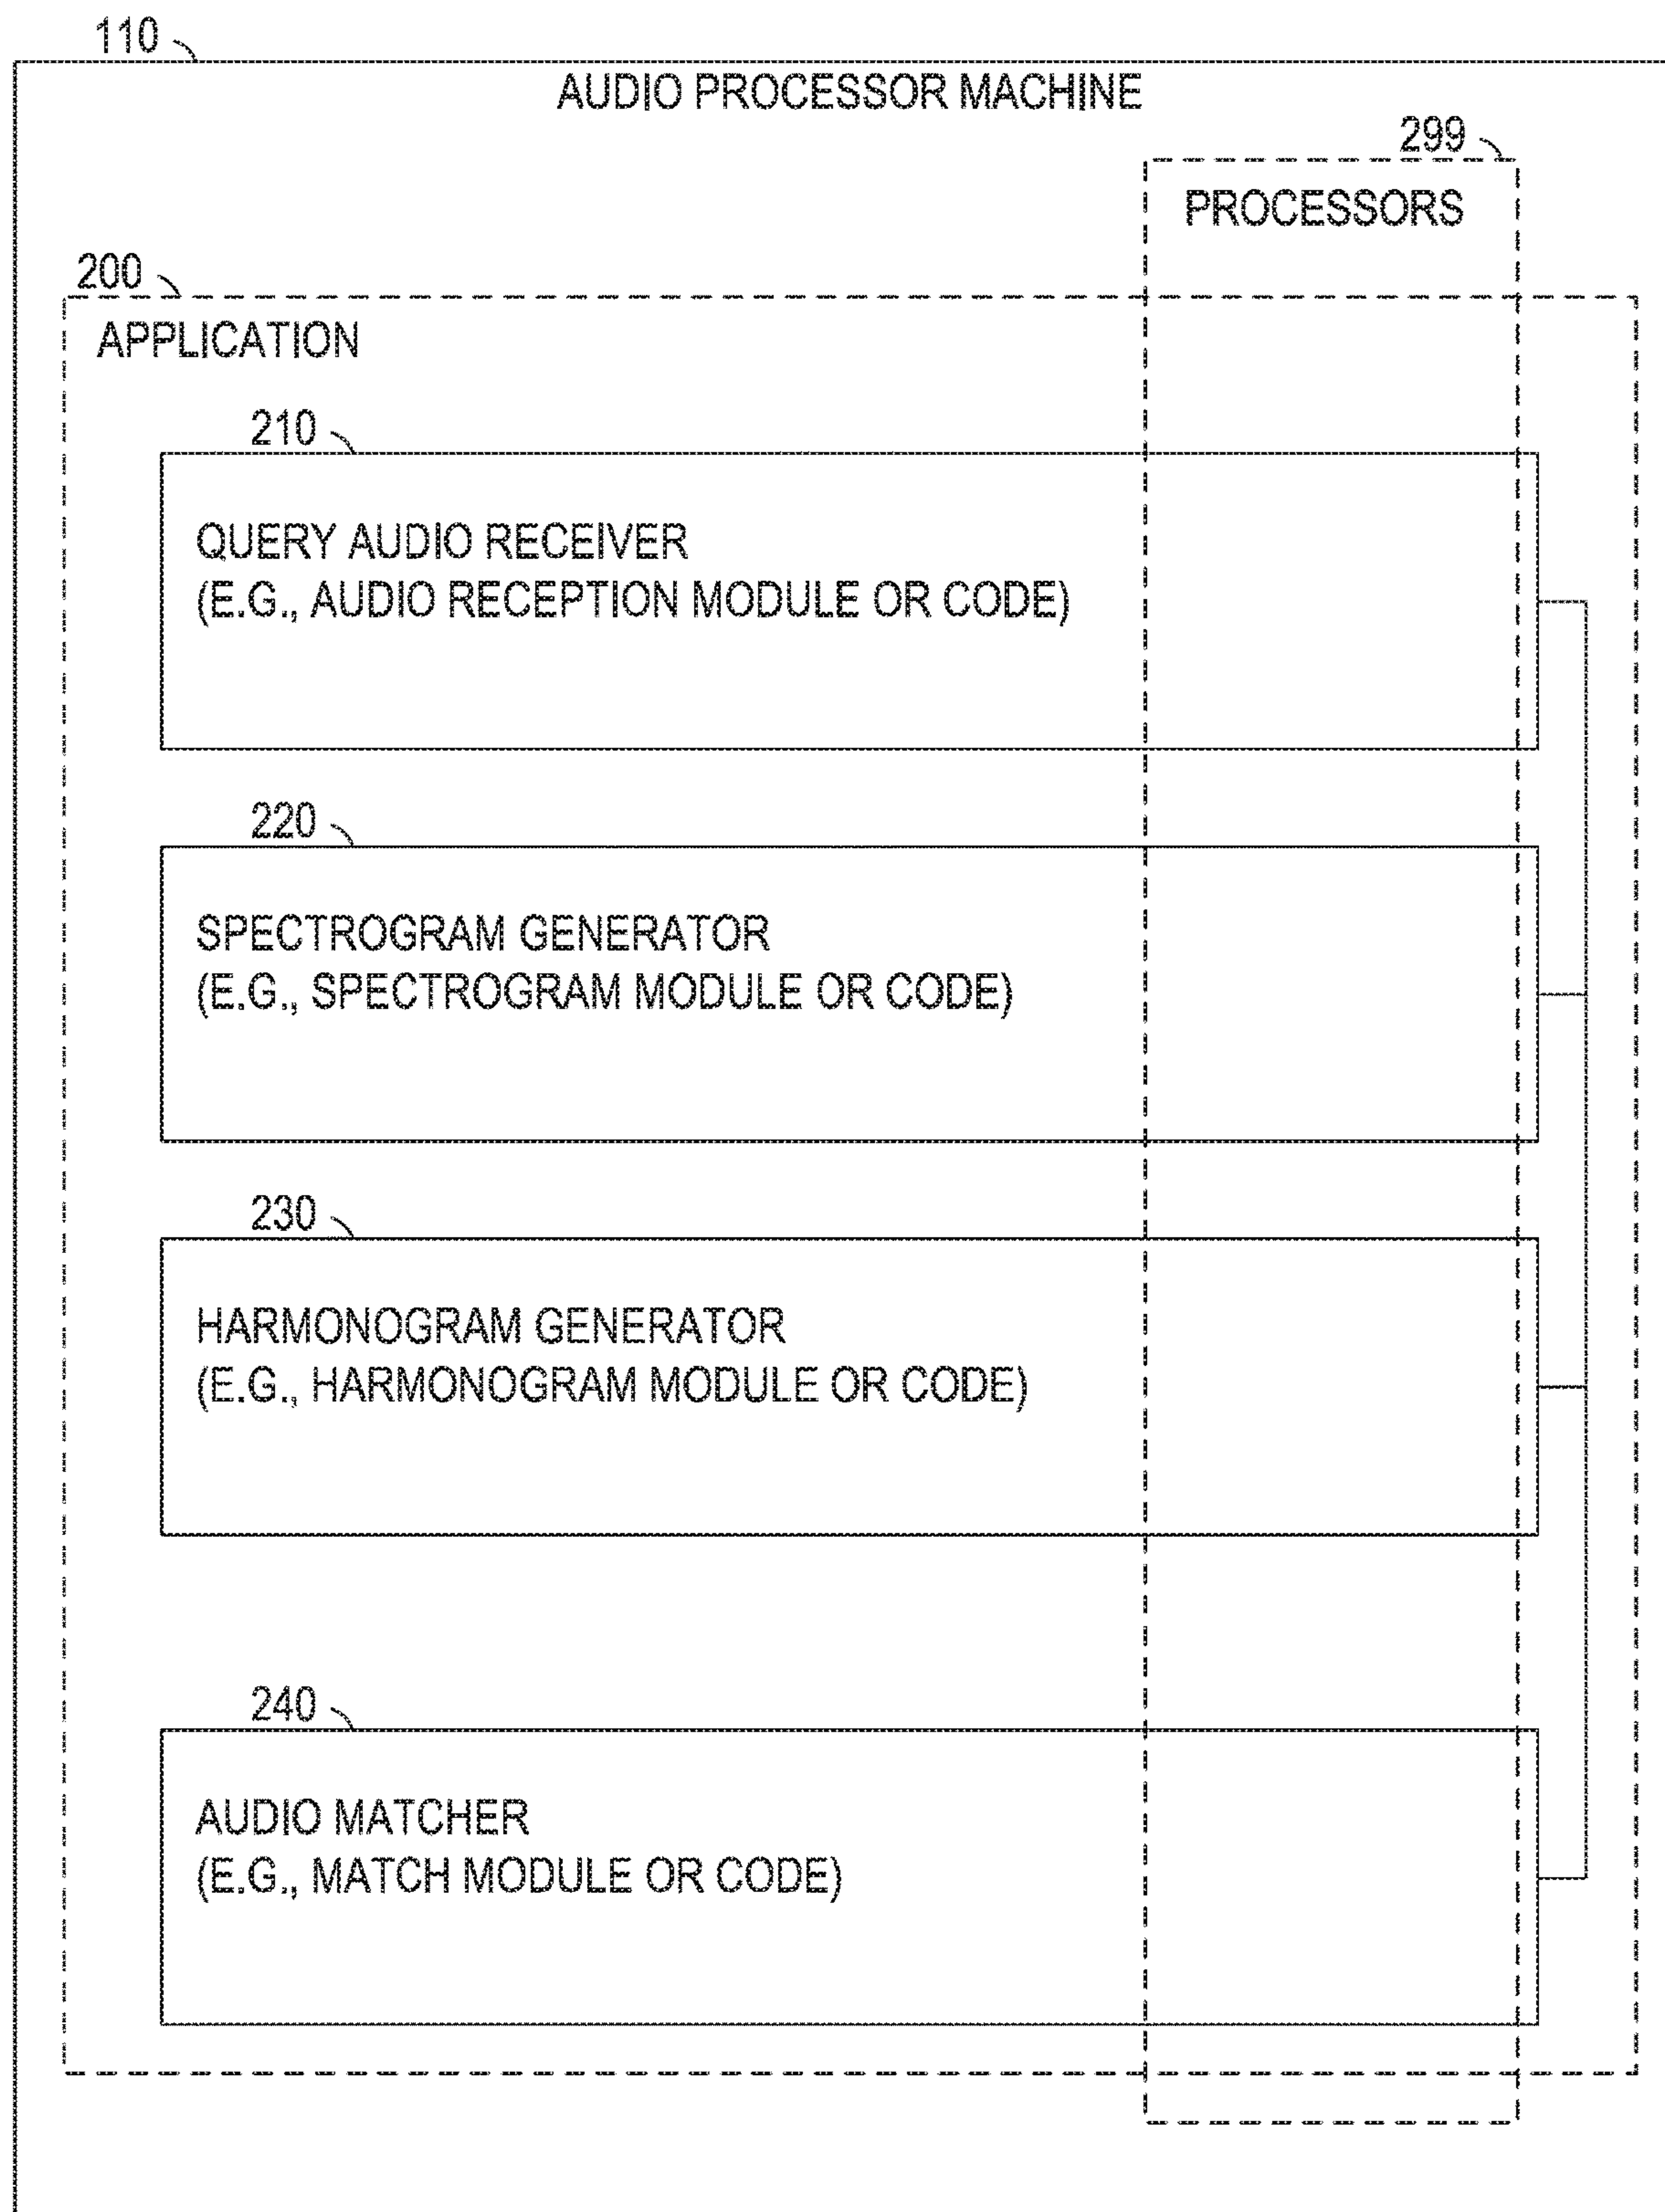 110
AUDIO PROCESSOR MACHINE
299
PROCESSORS
200
APPLICATION
210
QUERY AUDIO RECEIVER
(E.G., AUDIO RECEPTION MODULE OR CODE)
220
SPECTROGRAM GENERATOR
(E.G., SPECTROGRAM MODULE OR CODE)
230
HARMONOGRAM GENERATOR
(E.G., HARMONOGRAM MODULE OR CODE)
240
AUDIO MATCHER
(E.G., MATCH MODULE OR CODE)